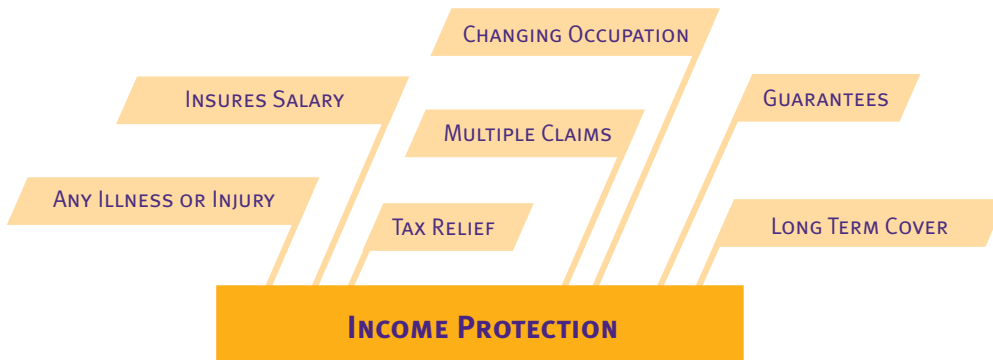 Changing Occupation
Insures Salary
Guarantees
Multiple Claims
Any Illness or Injury
Tax Relief
Long Term Cover
Income Protection